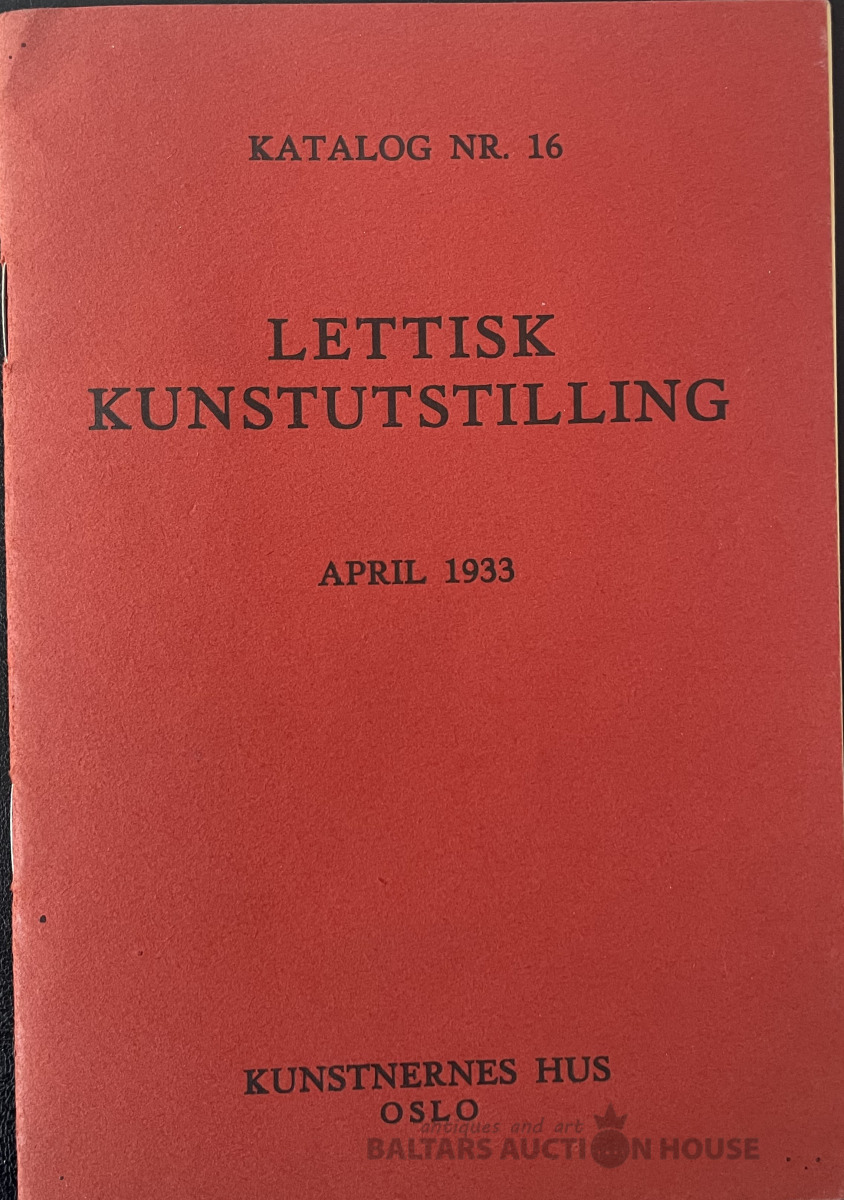 KATALOG NR. 16
LETTISK
KUNSTUTSTILLING
APRIL 1933
KUNSTNERNES HUS
OSLO
antiques and art
BALTARS AUCTION HOUSE